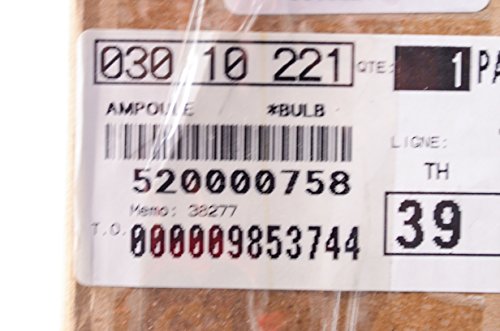 030 10 221 QTE: 1 PA
AMPOULE *BULB
LIGNE:
520000758 TH
Memo: 38277
T.O. 000009853744 39